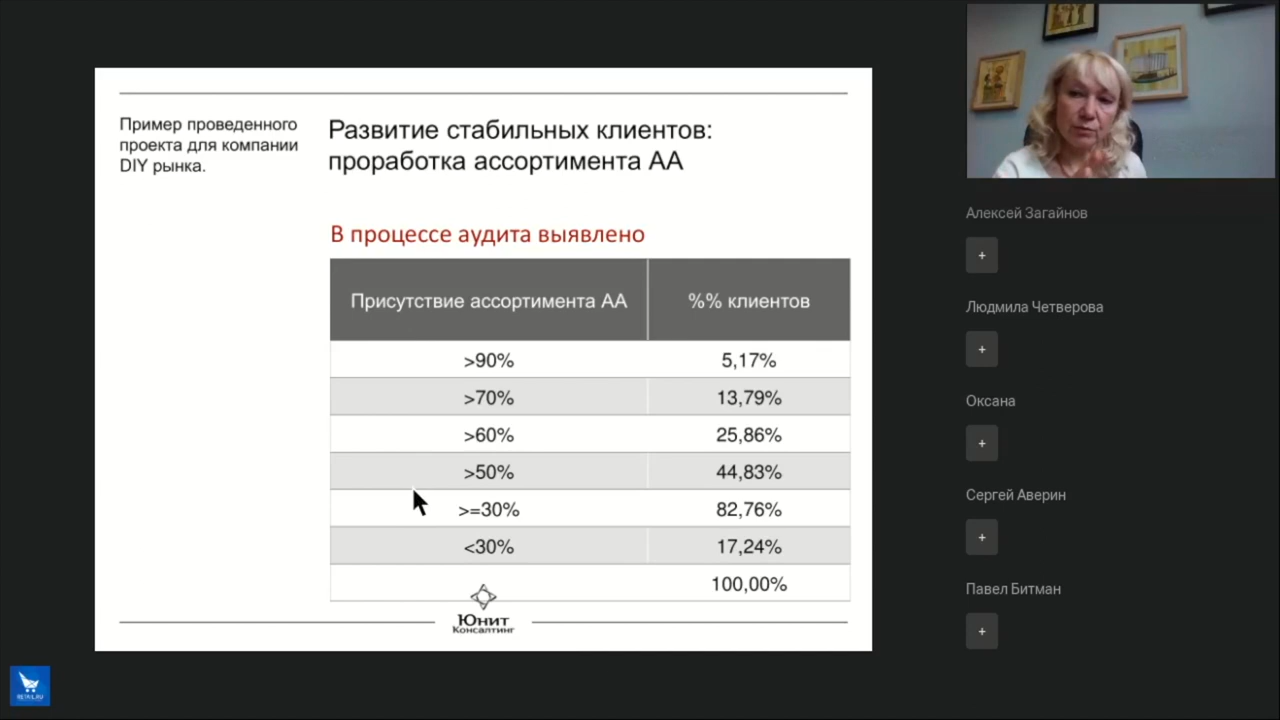 Пример проведенного
проекта для компании
DIY рынка.
Развитие стабильных клиентов:
проработка ассортимента АА
В процессе аудита выявлено
Присутствие ассортимента АА %% клиентов
>90% 5,17%
>70% 13,79%
>60% 25,86%
>50% 44,83%
>=30% 82,76%
<30% 17,24%
100,00%
Юнит
Консалтинг
Алексей Загайнов
+
Людмила Четверова
+
Оксана
+
Сергей Аверин
+
Павел Битман
+
RETAIL.RU